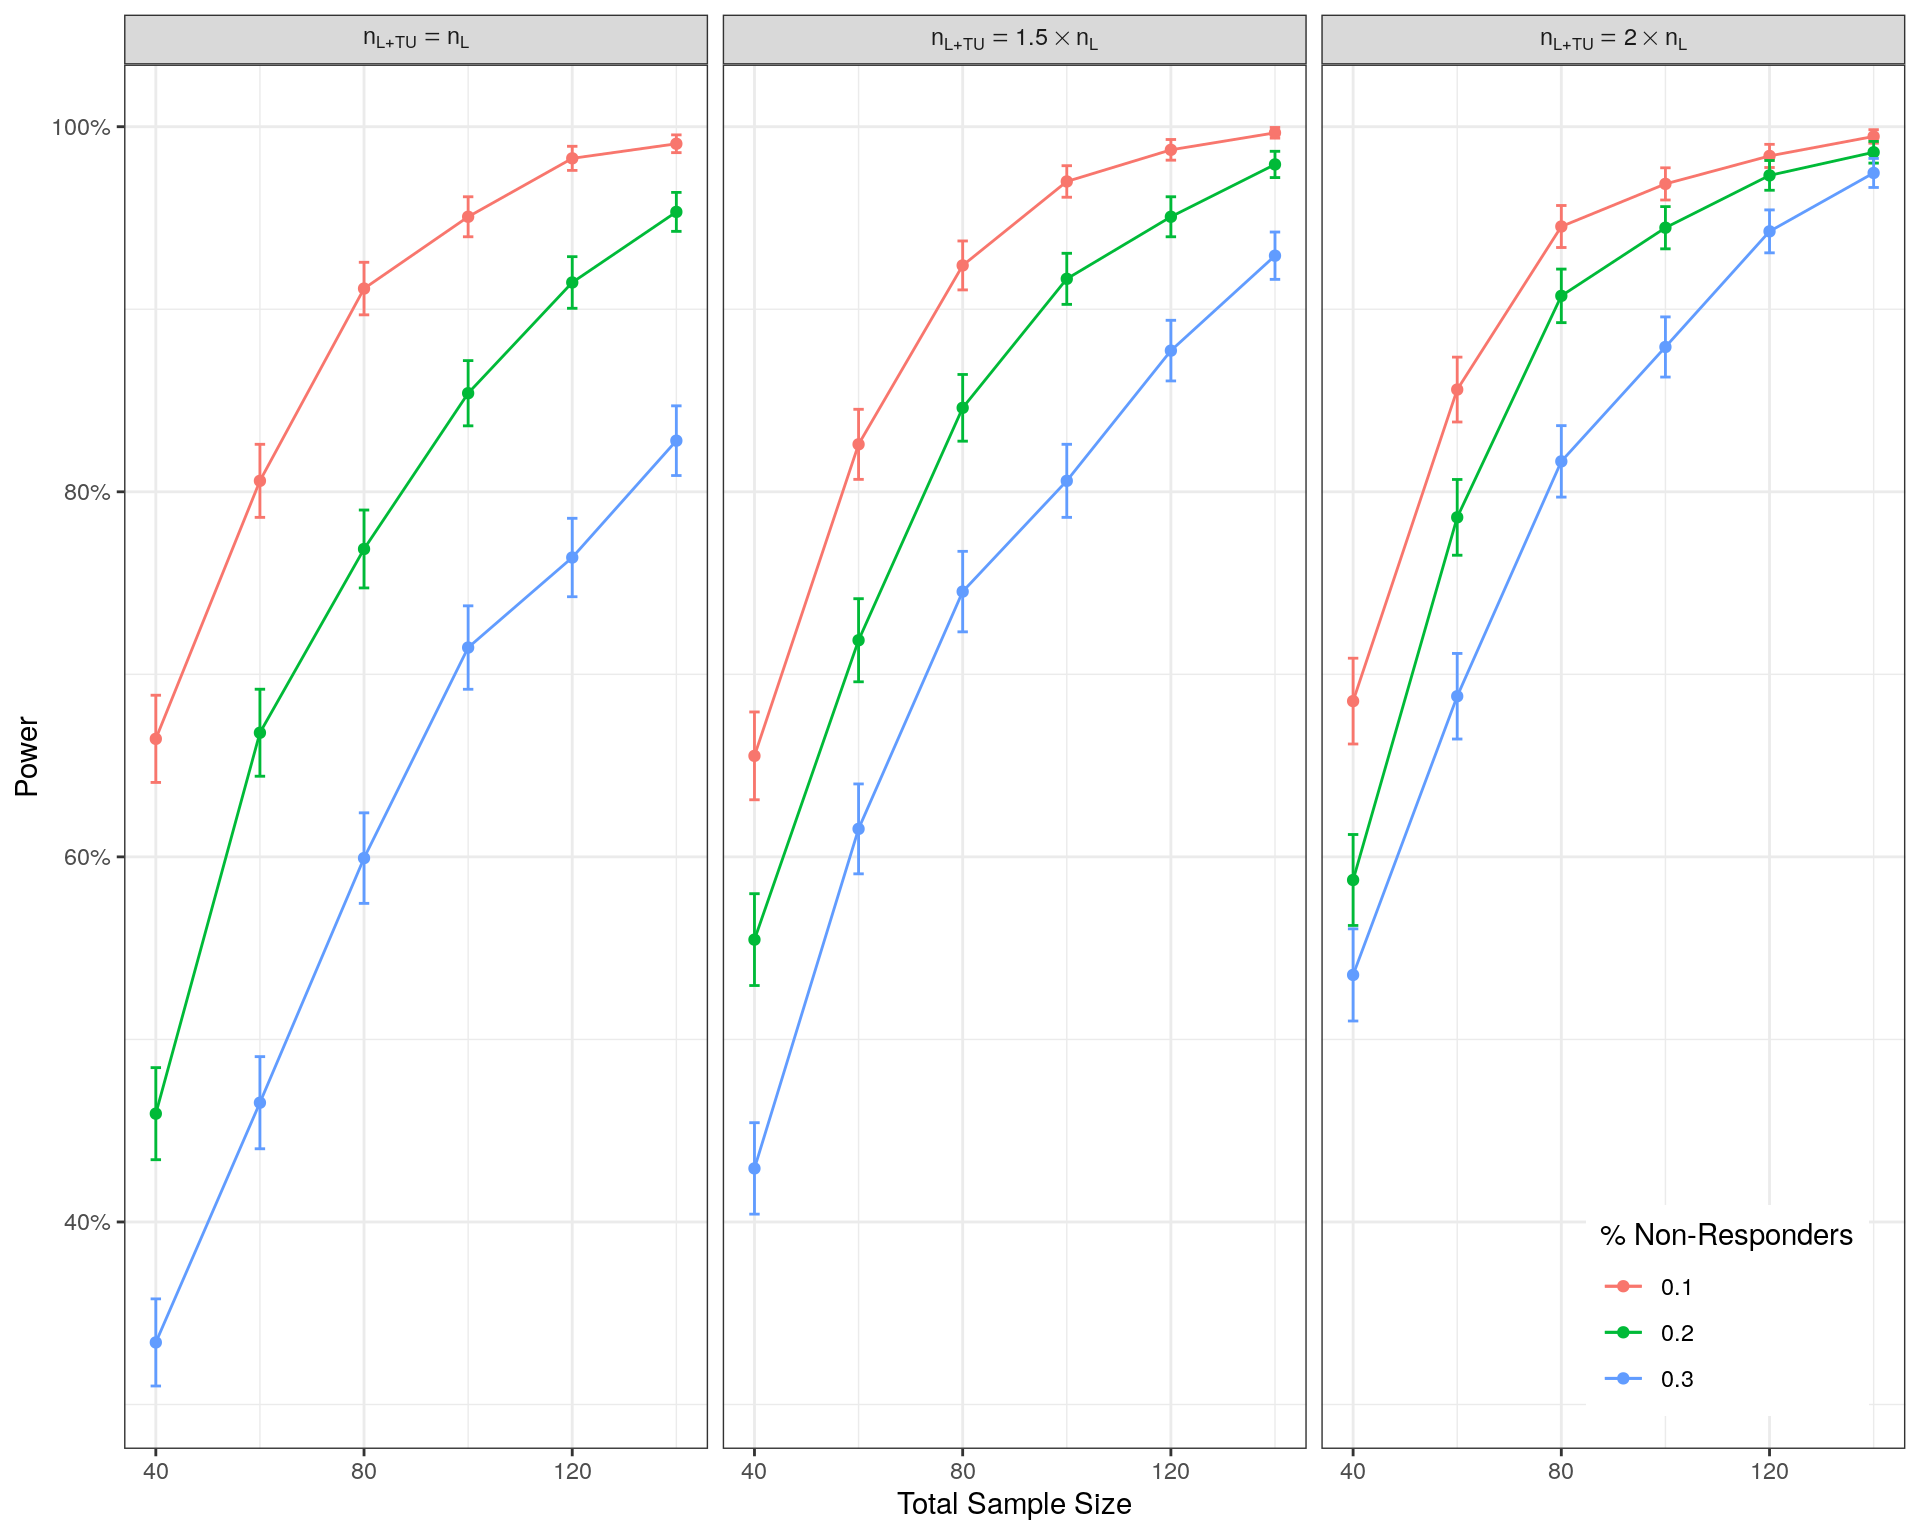 n_L+TU = n_L
n_L+TU = 1.5 × n_L
n_L+TU = 2 × n_L
Power
100%
80%
60%
40%
40 80 120
40 80 120
40 80 120
Total Sample Size
% Non-Responders
0.1
0.2
0.3